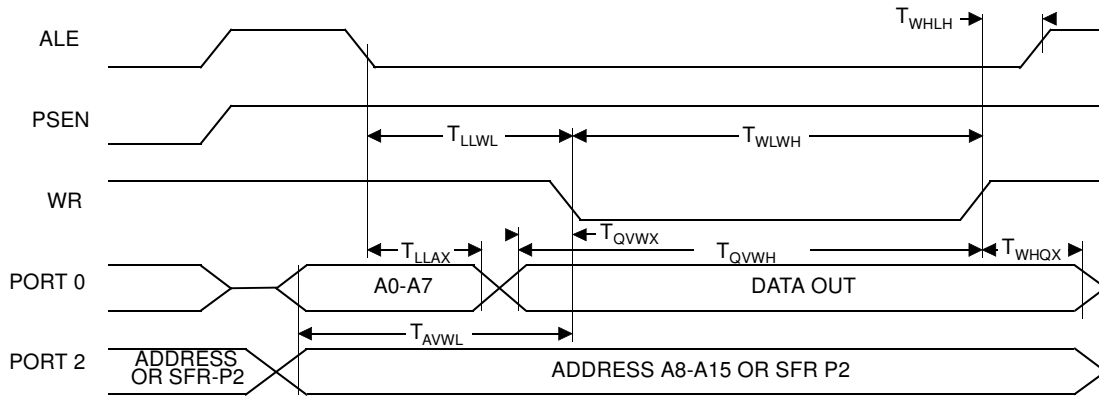 T_WHLH
ALE
PSEN
T_LLWL
T_WLWH
WR
T_LLAX
T_QVWX
T_QVWH
T_WHQX
PORT 0
A0-A7
DATA OUT
T_AVWL
PORT 2
ADDRESS
OR SFR-P2
ADDRESS A8-A15 OR SFR P2